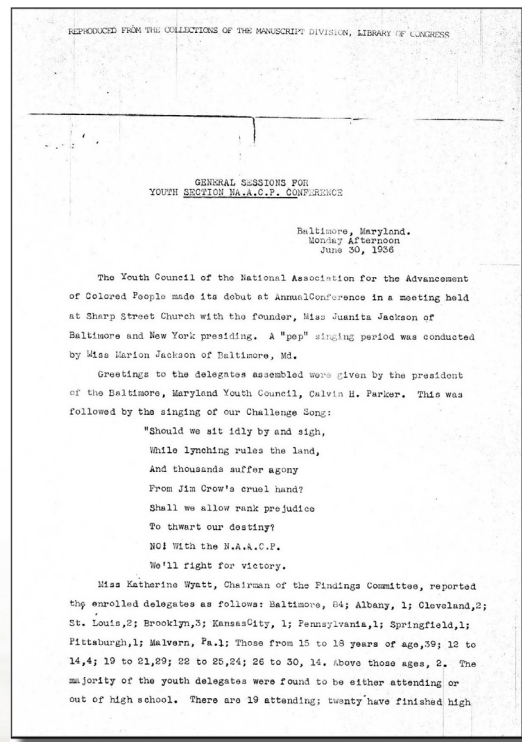 REPRODUCED FROM THE COLLECTIONS OF THE MANUSCRIPT DIVISION, LIBRARY OF CONGRESS
GENERAL SESSIONS FOR
YOUTH SECTION NA.A.C.P. CONFERENCE
Baltimore, Maryland.
Monday Afternoon
June 30, 1936
The Youth Council of the National Association for the Advancement
of Colored People made its debut at AnnualConference in a meeting held
at Sharp Street Church with the founder, Miss Juanita Jackson of
Baltimore and New York presiding. A "pep" singing period was conducted
by Miss Marion Jackson of Baltimore, Md.
Greetings to the delegates assembled were given by the president
of the Baltimore, Maryland Youth Council, Calvin H. Parker. This was
followed by the singing of our Challenge Song:
"Should we sit idly by and sigh,
While lynching rules the land,
And thousands suffer agony
From Jim Crow's cruel hand?
Shall we allow rank prejudice
To thwart our destiny?
NO! With the N.A.A.C.P.
We'll fight for victory.
Miss Katherine Wyatt, Chairman of the Findings Committee, reported
the enrolled delegates as follows: Baltimore, 84; Albany, 1; Cleveland,2;
St. Louis,2; Brooklyn,3; KansasCity, 1; Pennsylvania,1; Springfield,1;
Pittsburgh,1; Malvern, Pa.1; Those from 15 to 18 years of age,39; 12 to
14,4; 19 to 21,29; 22 to 25,24; 26 to 30, 14. Above those ages, 2. The
majority of the youth delegates were found to be either attending or
out of high school. There are 19 attending; twenty have finished high